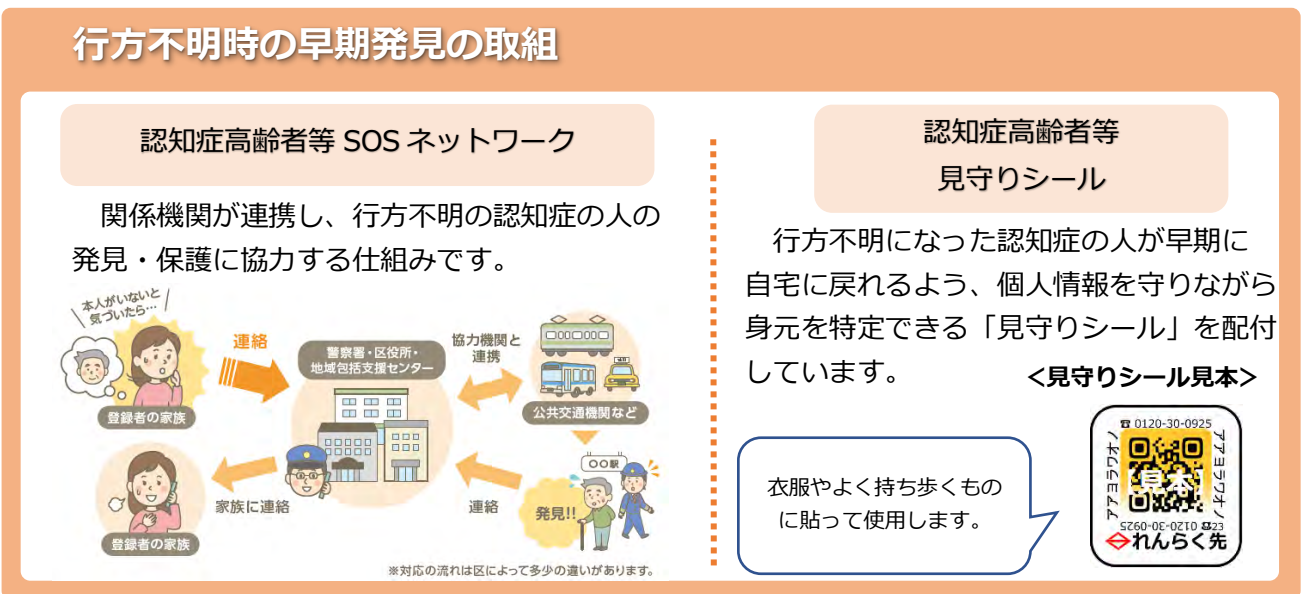 行方不明時の早期発見の取組
認知症高齢者等 SOS ネットワーク
関係機関が連携し、行方不明の認知症の人の
発見・保護に協力する仕組みです。
本人がいないと
気づいたら…
連絡
登録者の家族
警察署・区役所・
地域包括支援センター
協力機関と
連携
公共交通機関など
〇〇駅
発見!!
連絡
家族に連絡
登録者の家族
※対応の流れは区によって多少の違いがあります。
認知症高齢者等
見守りシール
行方不明になった認知症の人が早期に
自宅に戻れるよう、個人情報を守りながら
身元を特定できる「見守りシール」を配付
しています。
<見守りシール見本>
衣服やよく持ち歩くもの
に貼って使用します。
☎ 0120-30-0925
アアヨラワオノ
アアヨラワオノ
見本
☎ 0120-30-0925
れんらく先